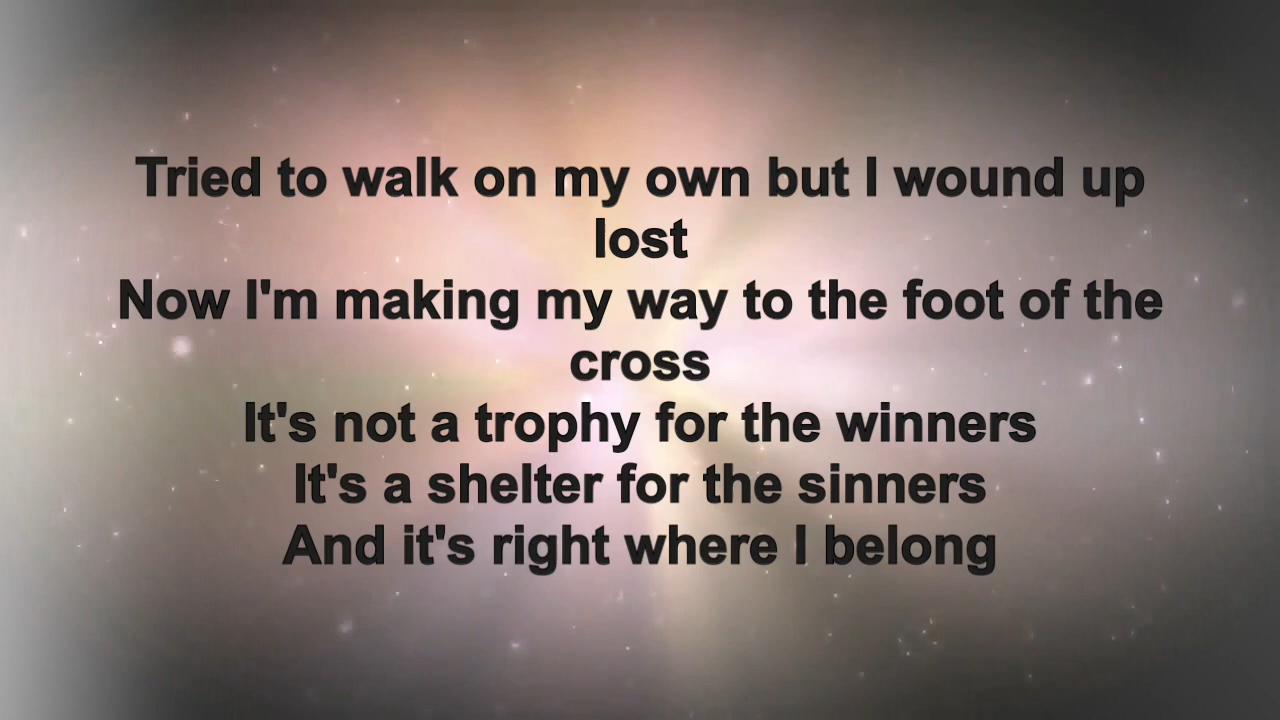 Tried to walk on my own but I wound up
lost
Now I'm making my way to the foot of the
cross
It's not a trophy for the winners
It's a shelter for the sinners
And it's right where I belong